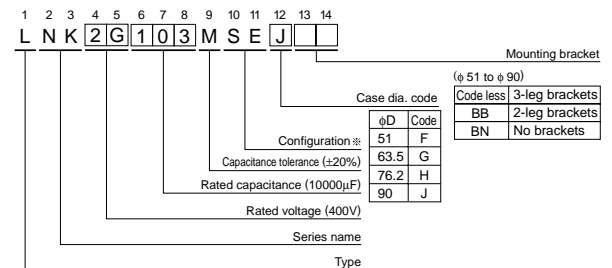 1 2 3 4 5 6 7 8 9 10 11 12 13 14
L N K 2 G 1 0 3 M S E J
Mounting bracket
(ϕ 51 to ϕ 90)
Code less 3-leg brackets
BB 2-leg brackets
BN No brackets
Case dia. code
ϕD Code
51 F
63.5 G
76.2 H
90 J
Configuration※
Capacitance tolerance (±20%)
Rated capacitance (10000µF)
Rated voltage (400V)
Series name
Type